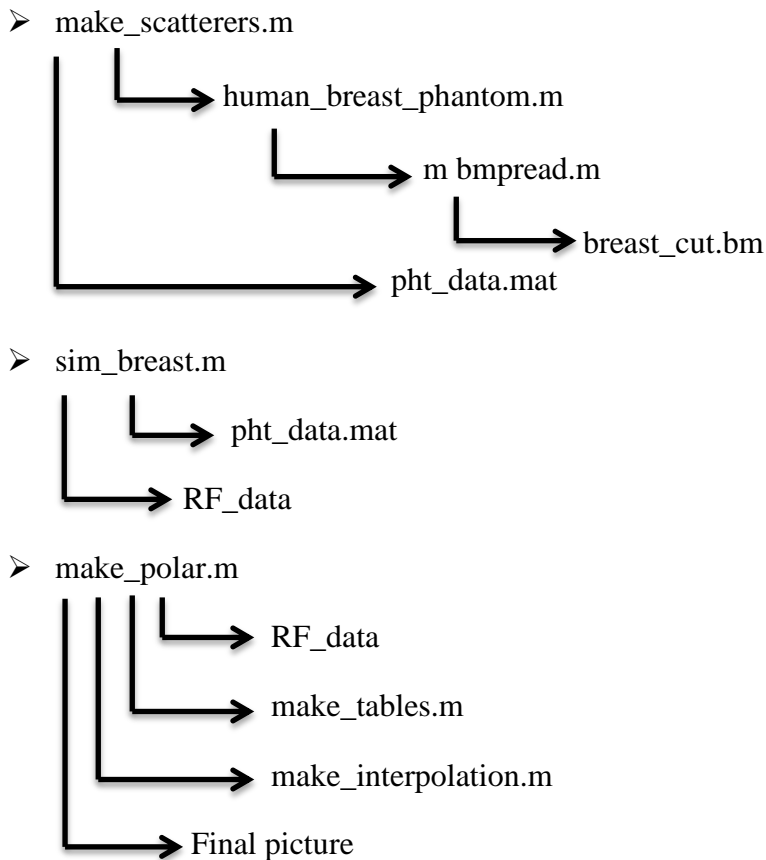 ➢ make_scatterers.m
human_breast_phantom.m
m bmpread.m
breast_cut.bm
pht_data.mat
➢ sim_breast.m
pht_data.mat
RF_data
➢ make_polar.m
RF_data
make_tables.m
make_interpolation.m
Final picture